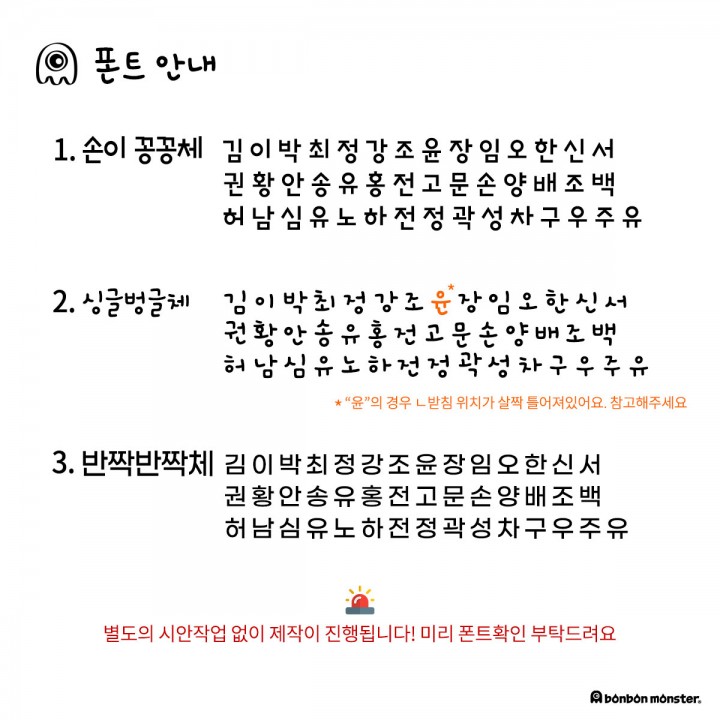 폰트 안내
1. 손이 꽁꽁체 김이박최정강조윤장임오한신서
권황안송유홍전고문손양배조백
허남심유노하전정곽성차구우주유
2. 싱글벙글체 김이박최정강조윤*장임오한신서
권황안송유홍전고문손양배조백
허남심유노하전정곽성차구우주유
* “윤”의 경우 ㄴ받침 위치가 살짝 틀어져있어요. 참고해주세요
3. 반짝반짝체 김이박최정강조윤장임오한신서
권황안송유홍전고문손양배조백
허남심유노하전정곽성차구우주유
별도의 시안작업 없이 제작이 진행됩니다! 미리 폰트확인 부탁드려요
bonbon monster®